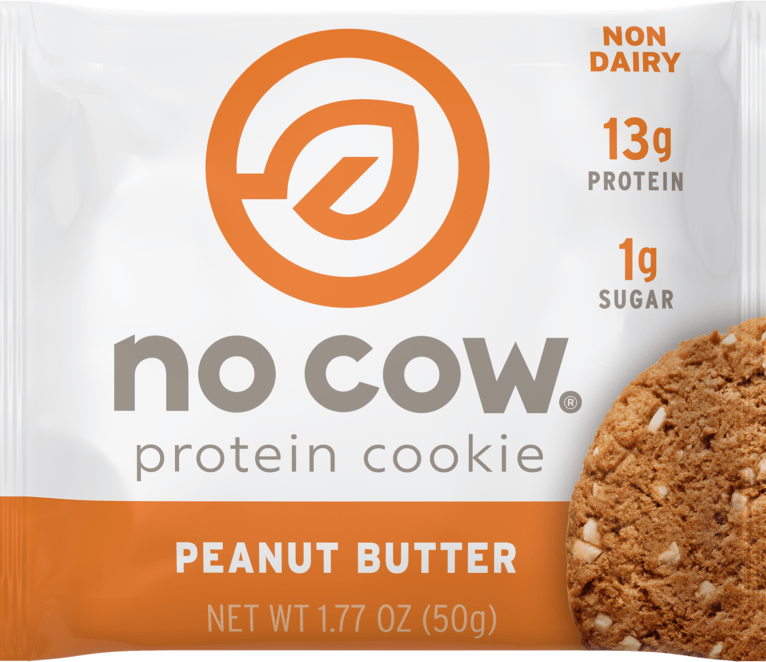 NON
DAIRY
13g
PROTEIN
1g
SUGAR
no cow.®
protein cookie
PEANUT BUTTER
NET WT 1.77 OZ (50g)